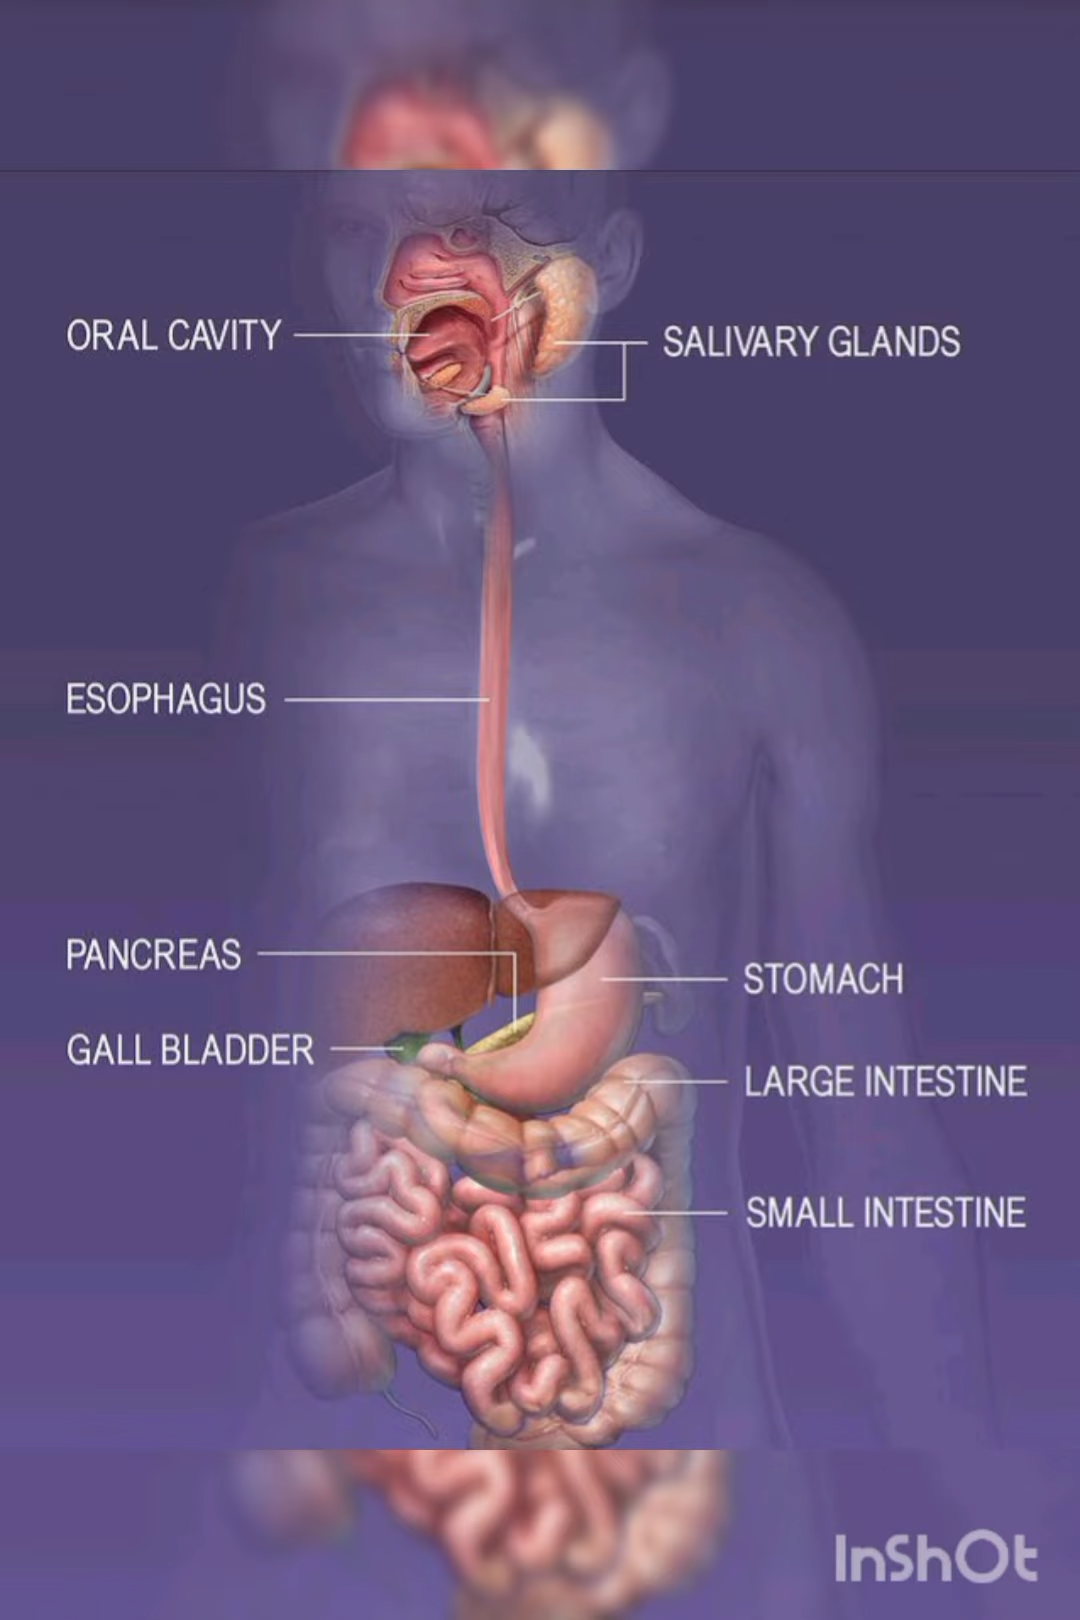 ORAL CAVITY
SALIVARY GLANDS
ESOPHAGUS
PANCREAS
STOMACH
GALL BLADDER
LARGE INTESTINE
SMALL INTESTINE
InShOt